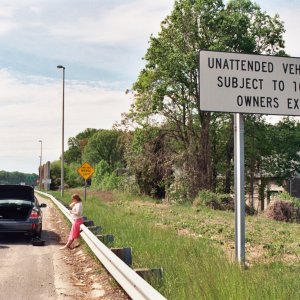 UNATTENDED VEH
SUBJECT TO
OWNERS EX